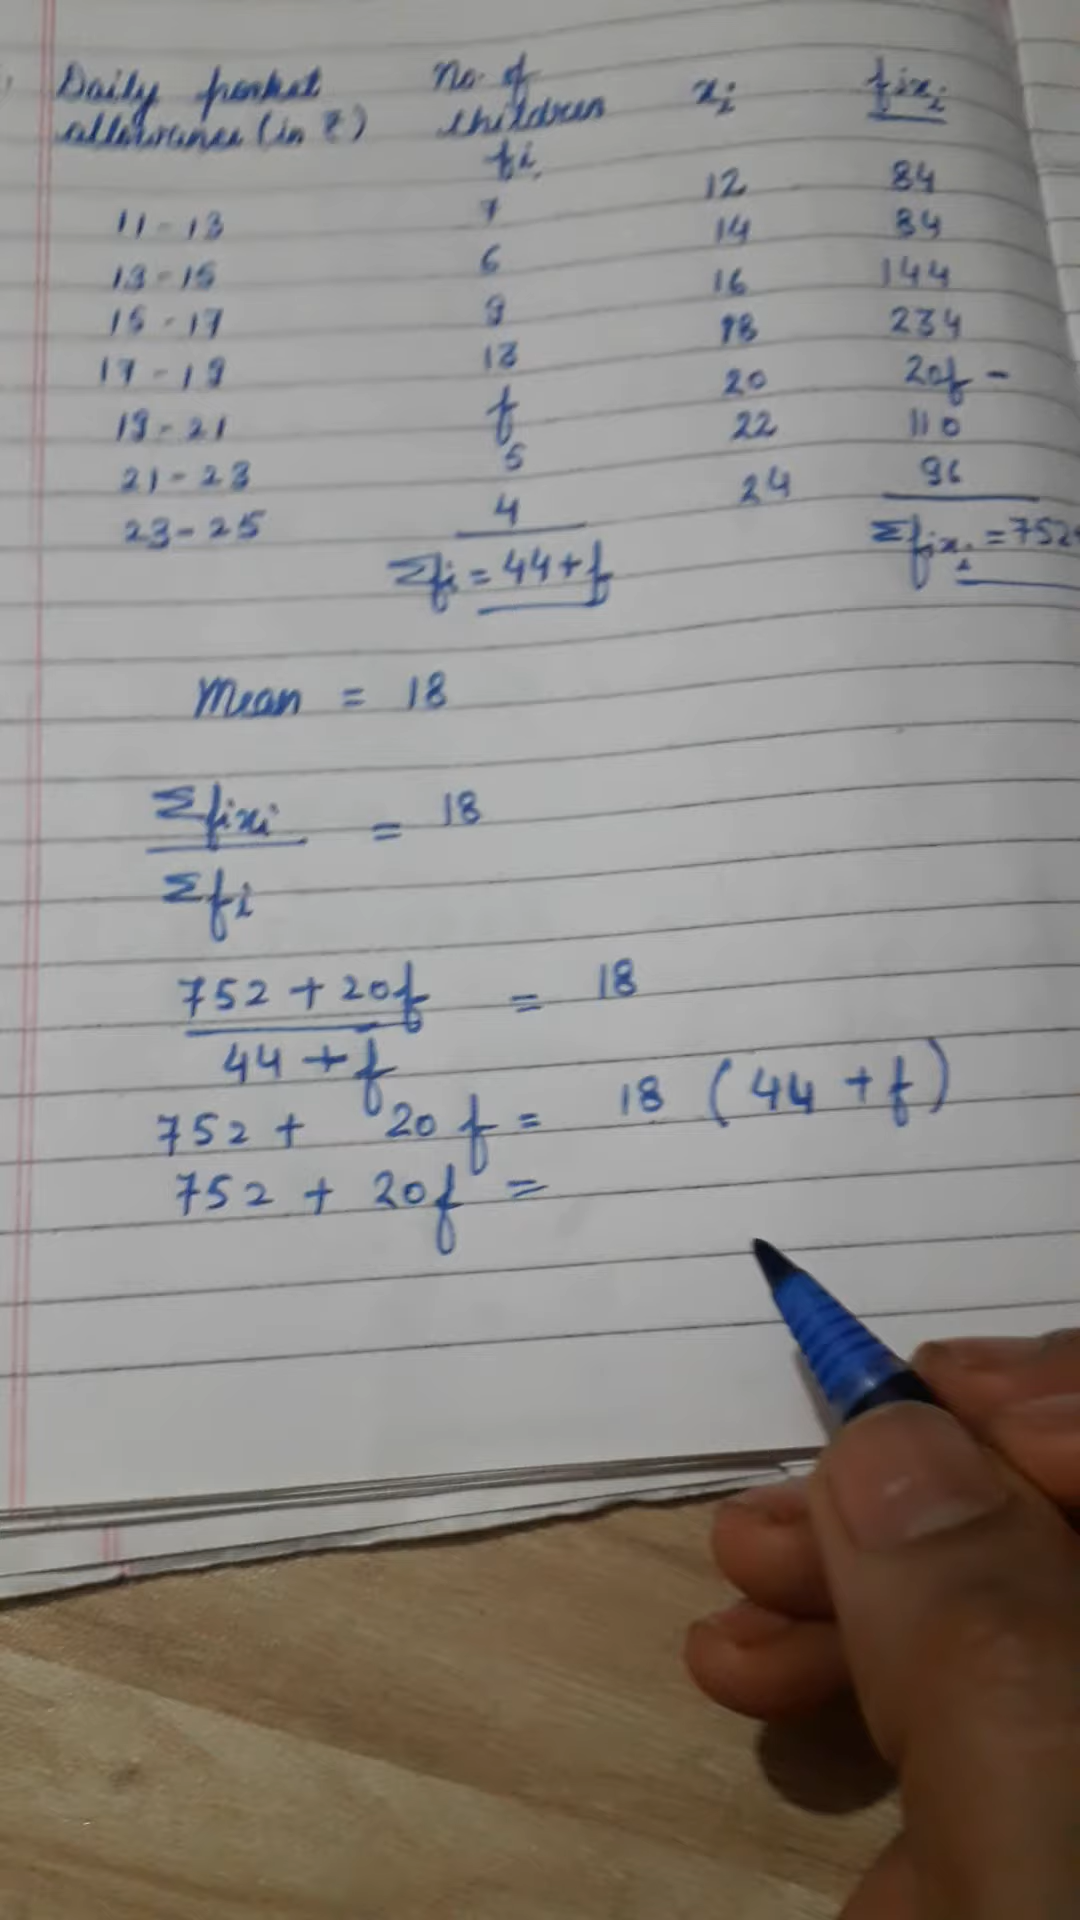 Daily pocket No. of xi fixi
allowance (in ₹) children
fi
11-13 7 12 84
13-15 6 14 84
15-17 9 16 144
17-19 13 18 234
19-21 f 20 20f -
21-23 5 22 110
23-25 4 24 96
Σfi = 44+f Σfixi = 752+
Mean = 18
Σfixi = 18
Σfi
752 + 20f = 18
44 + f
752 + 20f = 18 (44 + f)
752 + 20f =